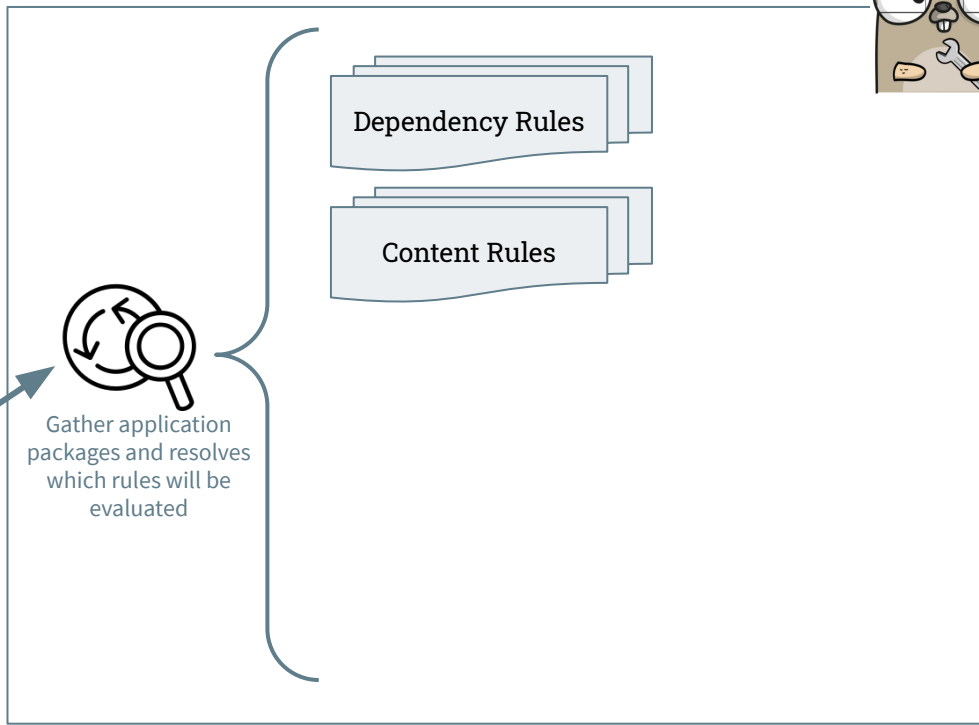 Dependency Rules
Content Rules
Gather application
packages and resolves
which rules will be
evaluated